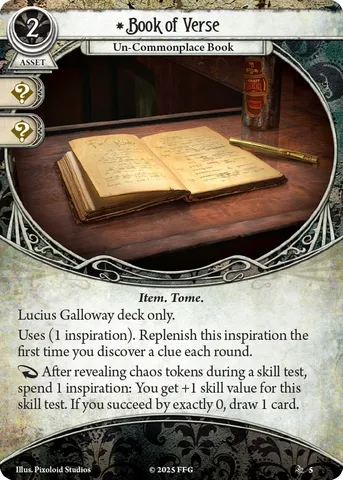 2
✶Book of Verse
Un-Commonplace Book
Asset
?
?
Item. Tome.
Lucius Galloway deck only.
Uses (1 inspiration). Replenish this inspiration the
first time you discover a clue each round.
After revealing chaos tokens during a skill test,
spend 1 inspiration: You get +1 skill value for this
skill test. If you succeed by exactly 0, draw 1 card.
Illus. Pixoloid Studios
© 2025 FFG
5